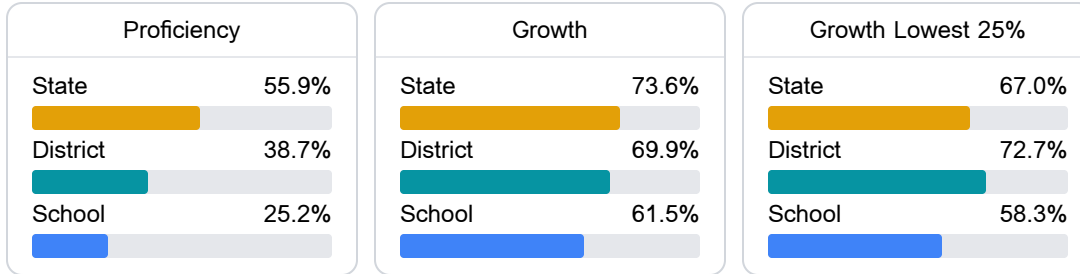 Proficiency
State 55.9%
District 38.7%
School 25.2%
Growth
State 73.6%
District 69.9%
School 61.5%
Growth Lowest 25%
State 67.0%
District 72.7%
School 58.3%